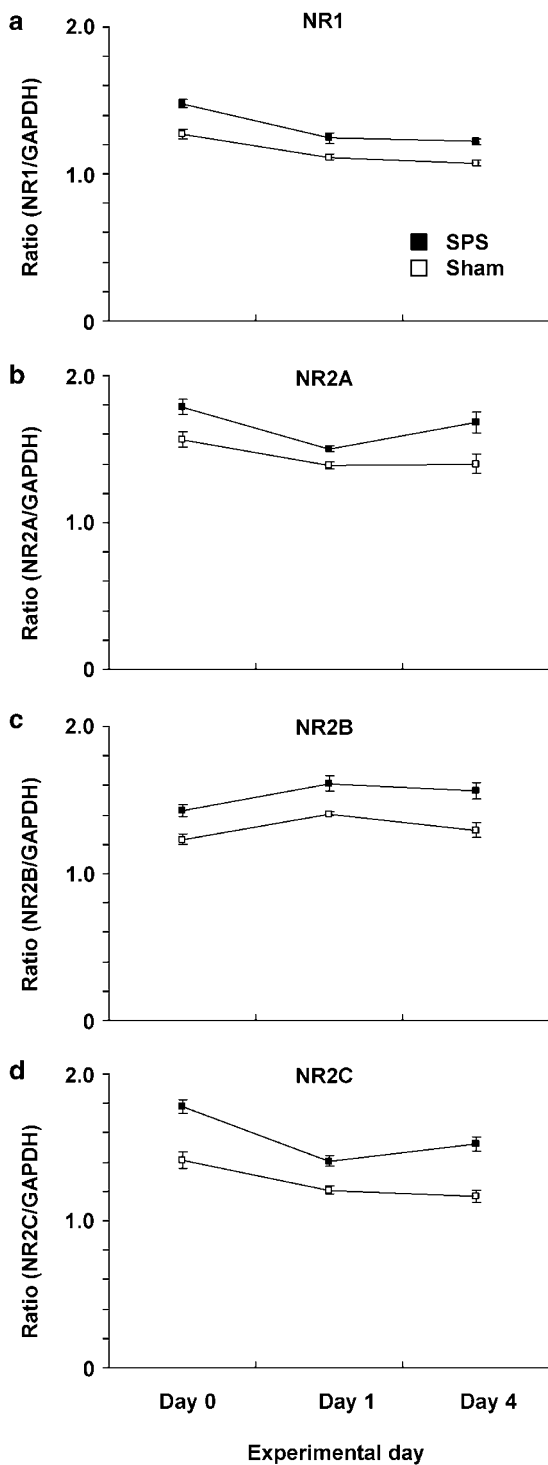 a
NR1
2.0
1.0
0
Ratio (NR1/GAPDH)
SPS
Sham
b
NR2A
2.0
1.0
0
Ratio (NR2A/GAPDH)
c
NR2B
2.0
1.0
0
Ratio (NR2B/GAPDH)
d
NR2C
2.0
1.0
0
Ratio (NR2C/GAPDH)
Day 0 Day 1 Day 4
Experimental day